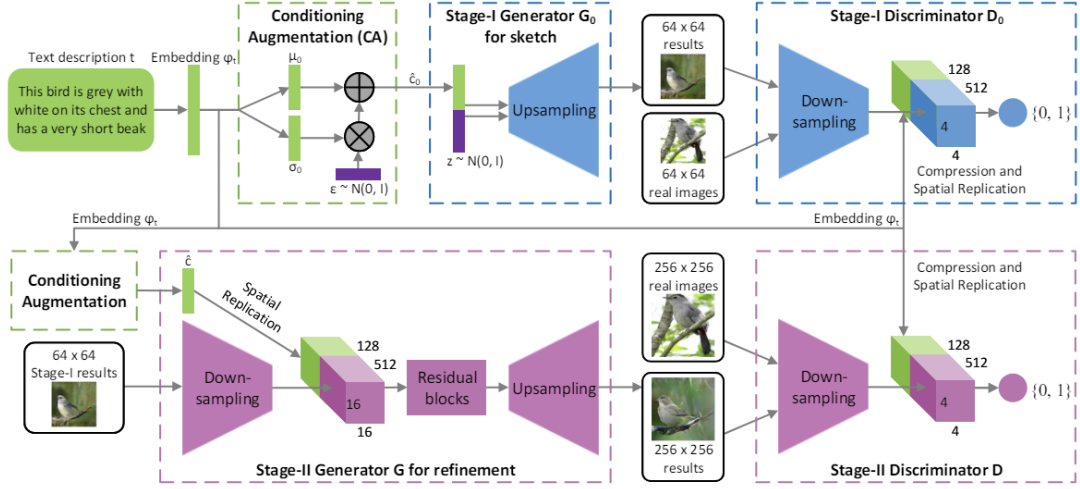 Conditioning
Augmentation (CA)
Stage-I Generator G₀
for sketch
Stage-I Discriminator D₀
Text description t
Embedding φₜ
This bird is grey with
white on its chest and
has a very short beak
μ₀
σ₀
ε ~ N(0, I)
ĉ₀
z ~ N(0, I)
Upsampling
64 x 64
results
64 x 64
real images
Down-
sampling
128
512
4
4
{0, 1}
Compression and
Spatial Replication
Embedding φₜ
Embedding φₜ
Conditioning
Augmentation
ĉ
Spatial
Replication
64 x 64
Stage-I results
Down-
sampling
128
512
16
16
Residual
blocks
Upsampling
Stage-II Generator G for refinement
256 x 256
real images
256 x 256
results
Compression and
Spatial Replication
Down-
sampling
128
512
4
4
{0, 1}
Stage-II Discriminator D